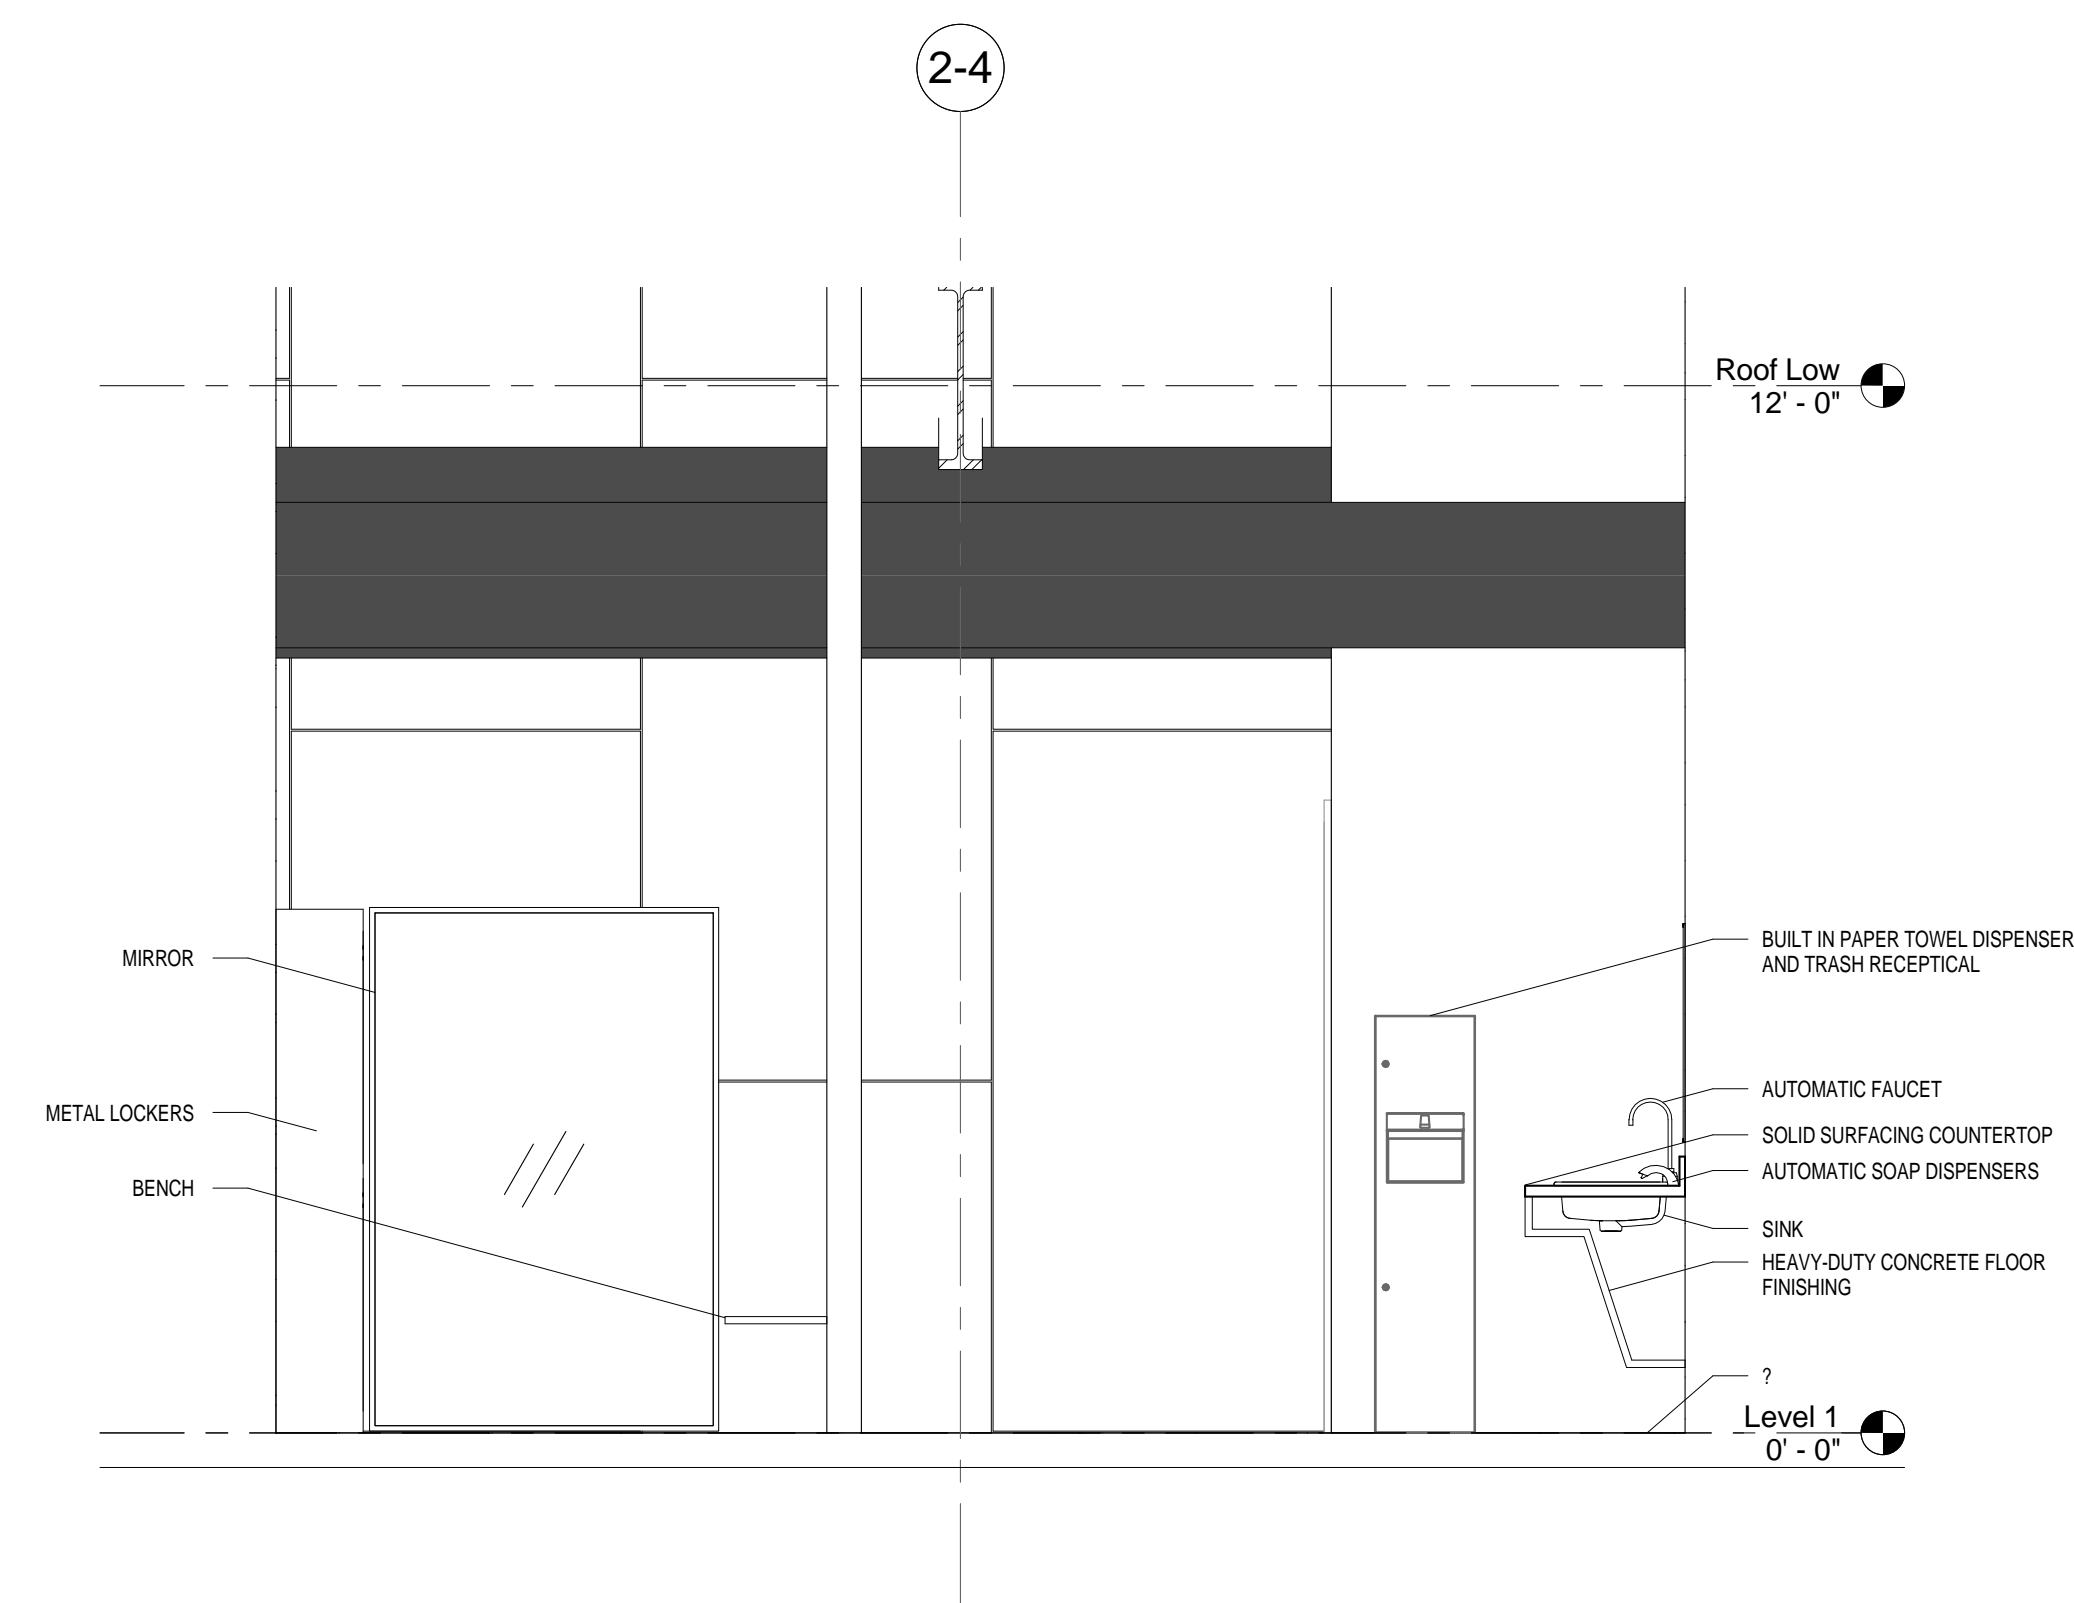 2-4
Roof Low
12' - 0"
MIRROR
METAL LOCKERS
BENCH
BUILT IN PAPER TOWEL DISPENSER
AND TRASH RECEPTICAL
AUTOMATIC FAUCET
SOLID SURFACING COUNTERTOP
AUTOMATIC SOAP DISPENSERS
SINK
HEAVY-DUTY CONCRETE FLOOR
FINISHING
?
Level 1
0' - 0"